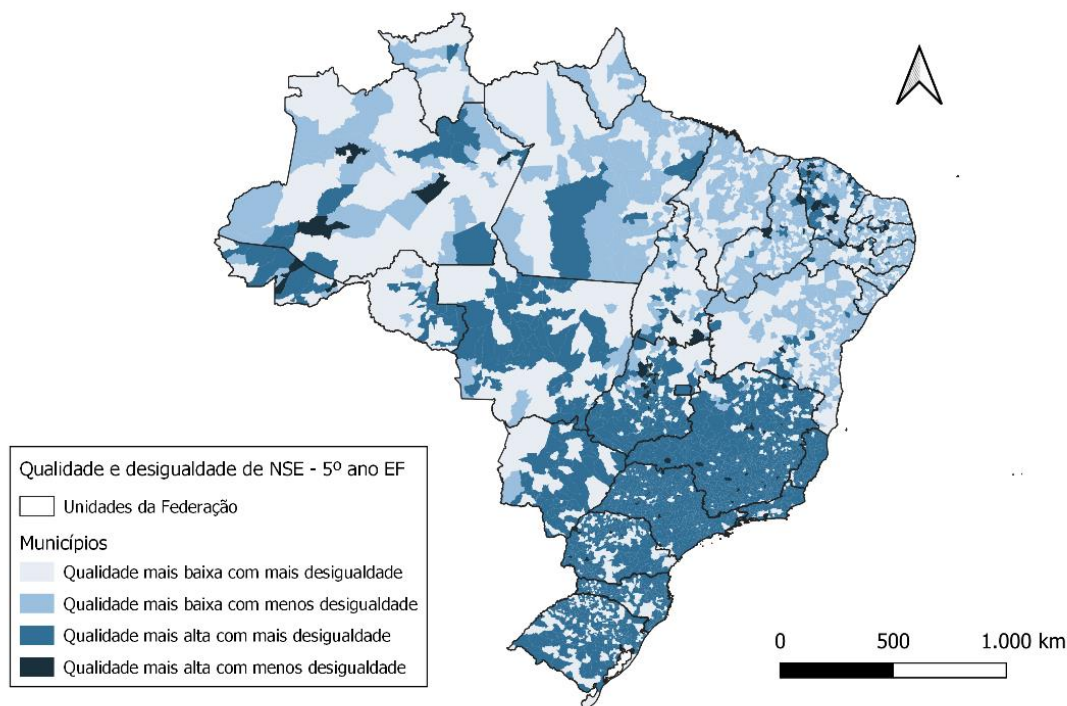 Qualidade e desigualdade de NSE - 5º ano EF
Unidades da Federação
Municípios
Qualidade mais baixa com mais desigualdade
Qualidade mais baixa com menos desigualdade
Qualidade mais alta com mais desigualdade
Qualidade mais alta com menos desigualdade
0 500 1.000 km